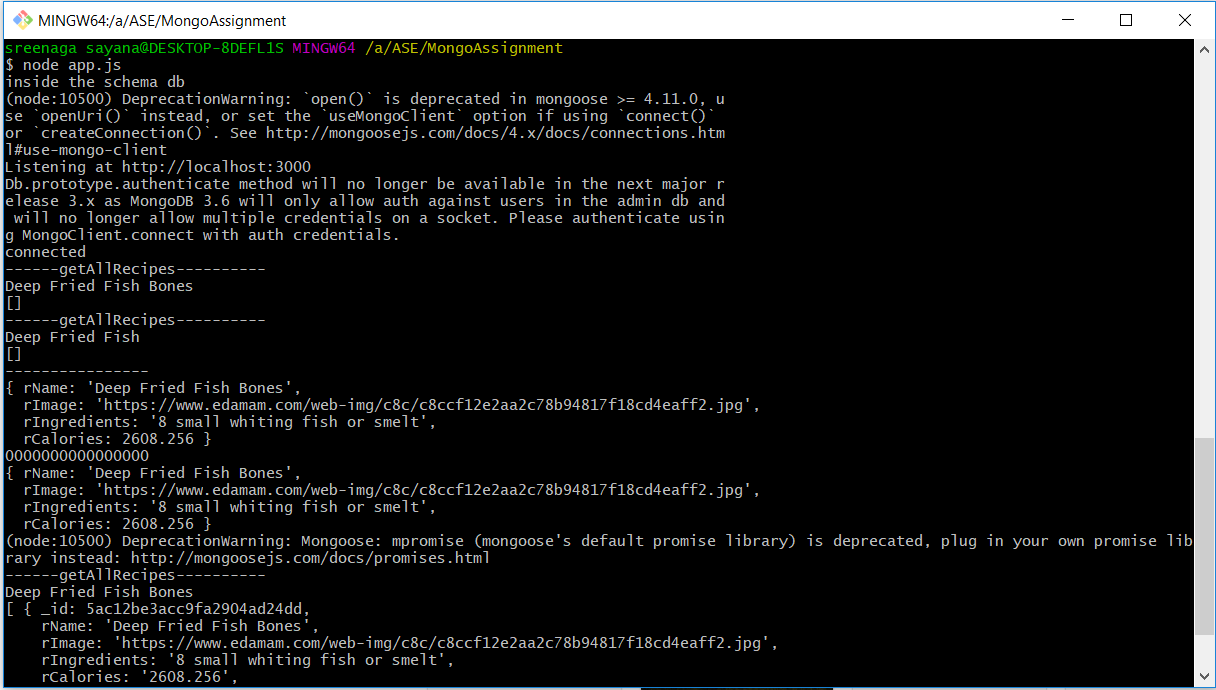 MINGW64:/a/ASE/MongoAssignment
sreenaga sayana@DESKTOP-8DEFL1S MINGW64 /a/ASE/MongoAssignment
$ node app.js
inside the schema db
(node:10500) DeprecationWarning: `open()` is deprecated in mongoose >= 4.11.0, u
se `openUri()` instead, or set the `useMongoClient` option if using `connect()`
or `createConnection()`. See http://mongoosejs.com/docs/4.x/docs/connections.htm
l#use-mongo-client
Listening at http://localhost:3000
Db.prototype.authenticate method will no longer be available in the next major r
elease 3.x as MongoDB 3.6 will only allow auth against users in the admin db and
 will no longer allow multiple credentials on a socket. Please authenticate usin
g MongoClient.connect with auth credentials.
connected
------getAllRecipes----------
Deep Fried Fish Bones
[]
------getAllRecipes----------
Deep Fried Fish
[]
----------------
{ rName: 'Deep Fried Fish Bones',
  rImage: 'https://www.edamam.com/web-img/c8c/c8ccf12e2aa2c78b94817f18cd4eaff2.jpg',
  rIngredients: '8 small whiting fish or smelt',
  rCalories: 2608.256 }
OOOOOOOOOOOOOOOO
{ rName: 'Deep Fried Fish Bones',
  rImage: 'https://www.edamam.com/web-img/c8c/c8ccf12e2aa2c78b94817f18cd4eaff2.jpg',
  rIngredients: '8 small whiting fish or smelt',
  rCalories: 2608.256 }
(node:10500) DeprecationWarning: Mongoose: mpromise (mongoose's default promise library) is deprecated, plug in your own promise lib
rary instead: http://mongoosejs.com/docs/promises.html
------getAllRecipes----------
Deep Fried Fish Bones
[ { _id: 5ac12be3acc9fa2904ad24dd,
    rName: 'Deep Fried Fish Bones',
    rImage: 'https://www.edamam.com/web-img/c8c/c8ccf12e2aa2c78b94817f18cd4eaff2.jpg',
    rIngredients: '8 small whiting fish or smelt',
    rCalories: '2608.256',